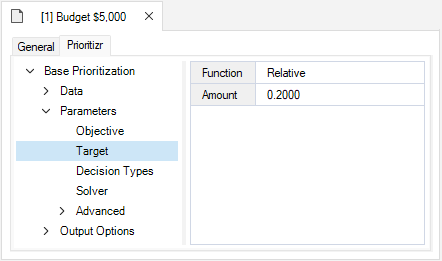 [1] Budget $5,000
General Prioritizr
Base Prioritization
Data
Parameters
Objective
Target
Decision Types
Solver
Advanced
Output Options
Function Relative
Amount 0.2000